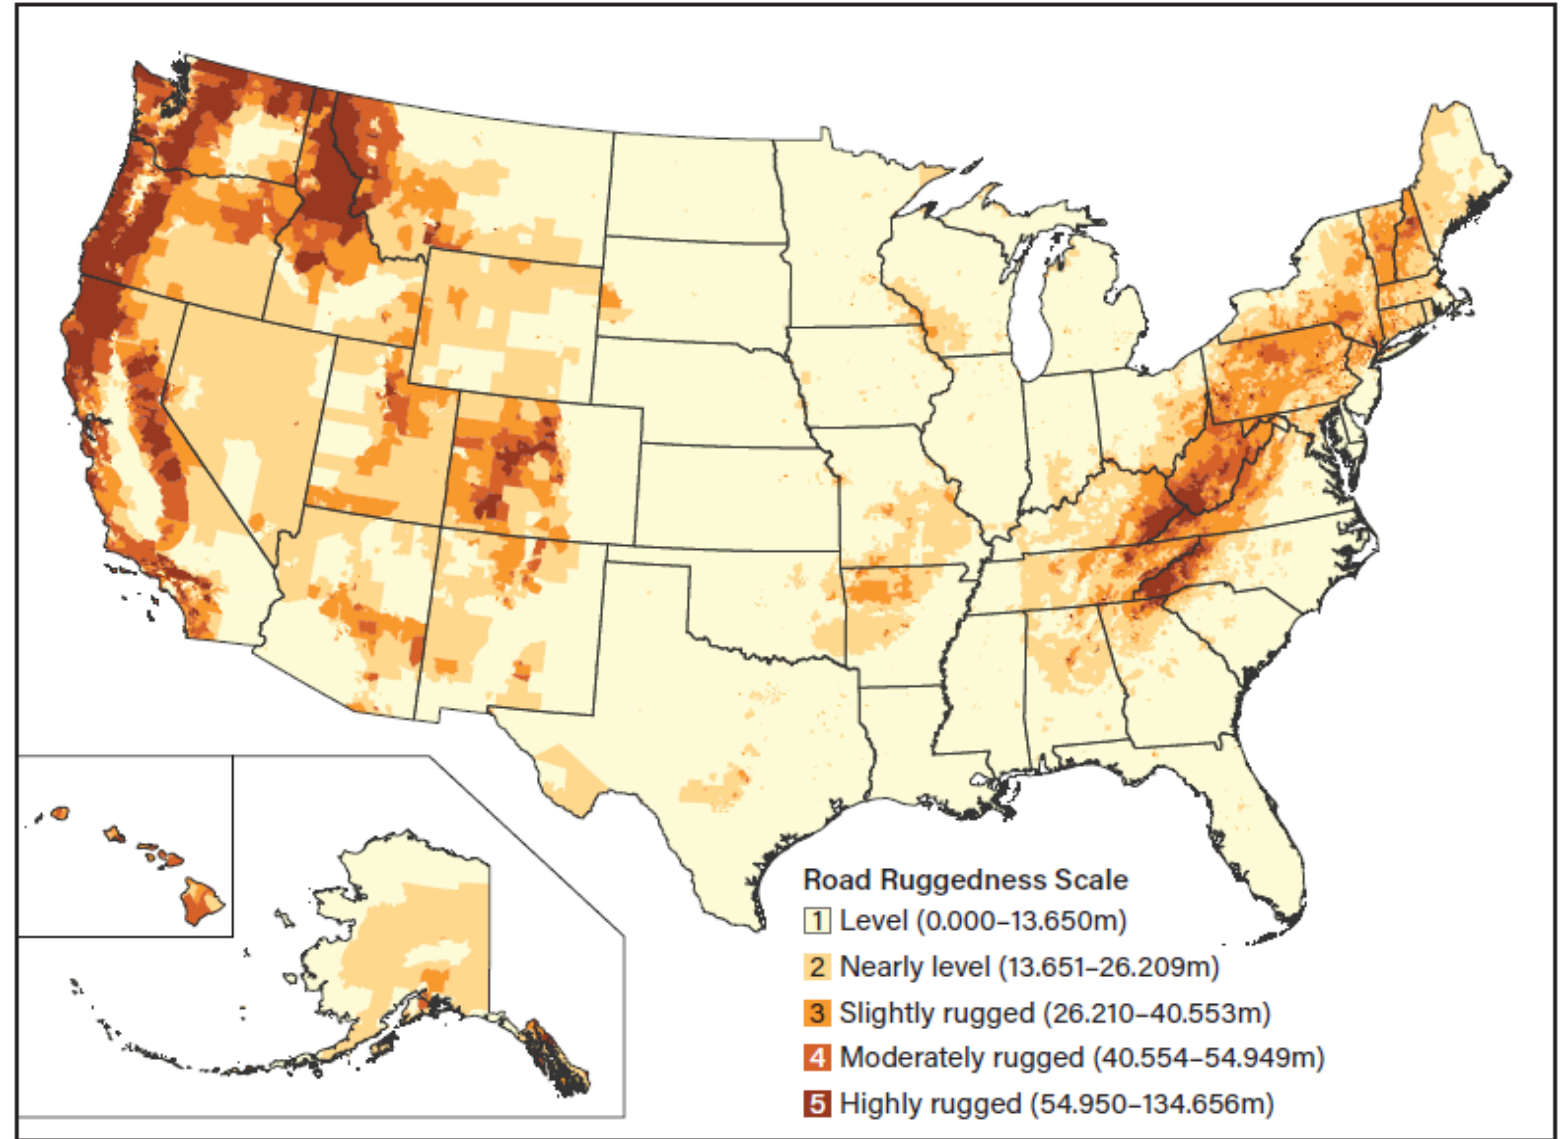 Road Ruggedness Scale
1 Level (0.000–13.650m)
2 Nearly level (13.651–26.209m)
3 Slightly rugged (26.210–40.553m)
4 Moderately rugged (40.554–54.949m)
5 Highly rugged (54.950–134.656m)